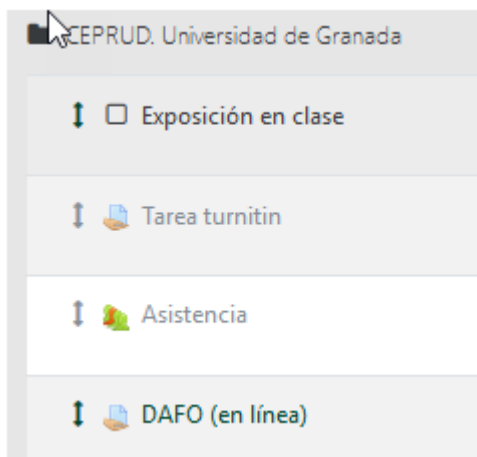 CEPRUD. Universidad de Granada
Exposición en clase
Tarea turnitin
Asistencia
DAFO (en línea)